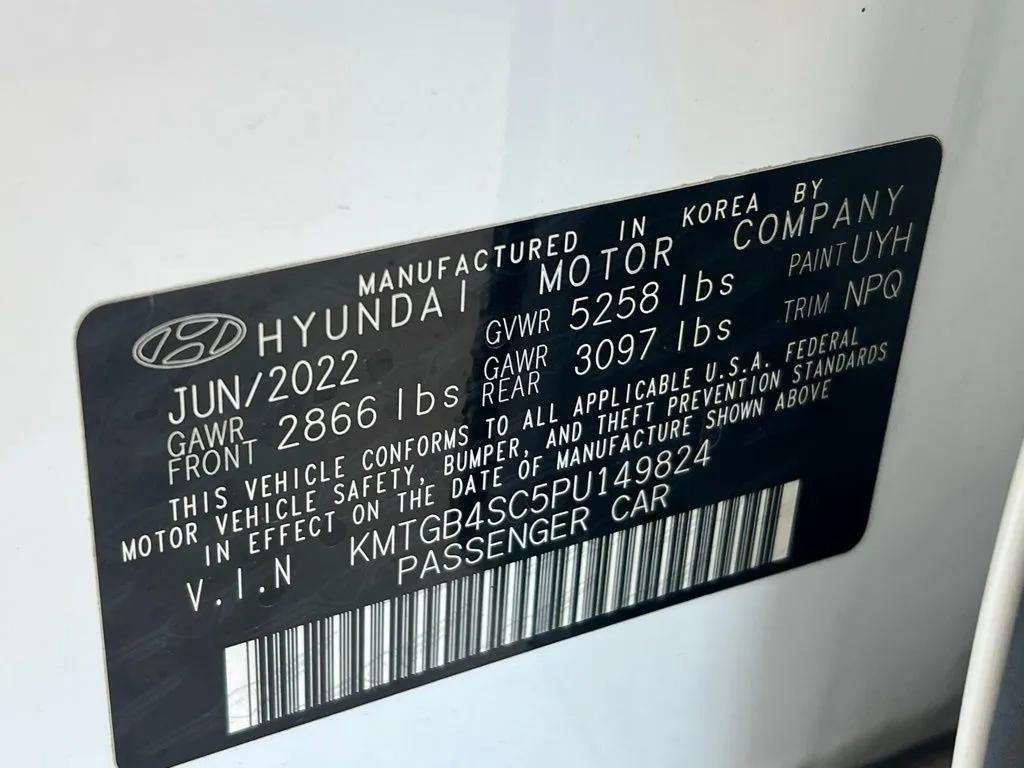 MANUFACTURED IN KOREA BY
HYUNDAI MOTOR COMPANY
JUN/2022 GVWR 5258 lbs PAINT UYH
GAWR FRONT 2866 lbs GAWR REAR 3097 lbs TRIM NPQ
THIS VEHICLE CONFORMS TO ALL APPLICABLE U.S.A. FEDERAL
MOTOR VEHICLE SAFETY, BUMPER, AND THEFT PREVENTION STANDARDS
IN EFFECT ON THE DATE OF MANUFACTURE SHOWN ABOVE
V.I.N KMTGB4SC5PU149824
PASSENGER CAR